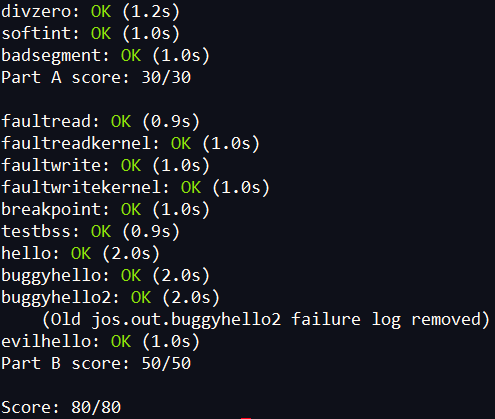 divzero: OK (1.2s)
softint: OK (1.0s)
badsegment: OK (1.0s)
Part A score: 30/30
faultread: OK (0.9s)
faultreadkernel: OK (1.0s)
faultwrite: OK (1.0s)
faultwritekernel: OK (1.0s)
breakpoint: OK (1.0s)
testbss: OK (0.9s)
hello: OK (2.0s)
buggyhello: OK (2.0s)
buggyhello2: OK (2.0s)
    (Old jos.out.buggyhello2 failure log removed)
evilhello: OK (1.0s)
Part B score: 50/50
Score: 80/80